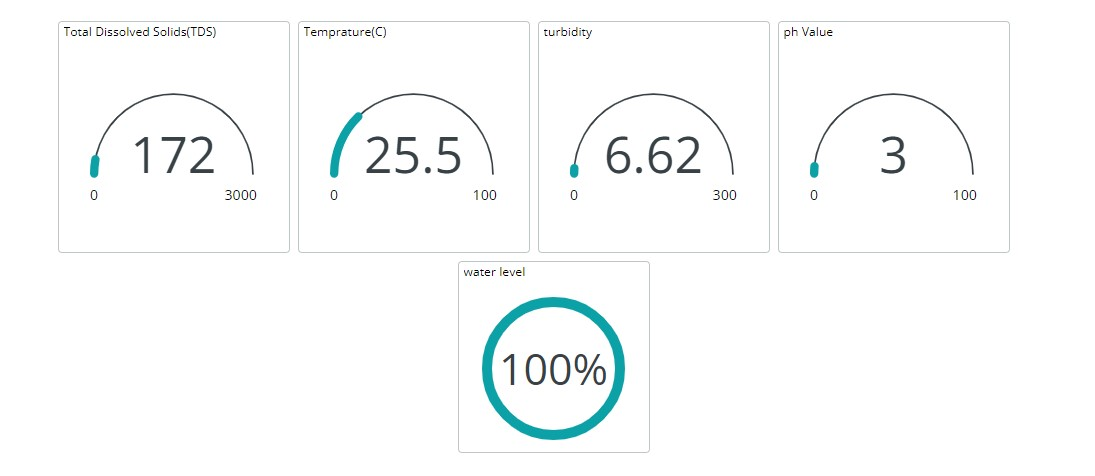 Total Dissolved Solids(TDS)
172
0 3000
Temprature(C)
25.5
0 100
turbidity
6.62
0 300
ph Value
3
0 100
water level
100%